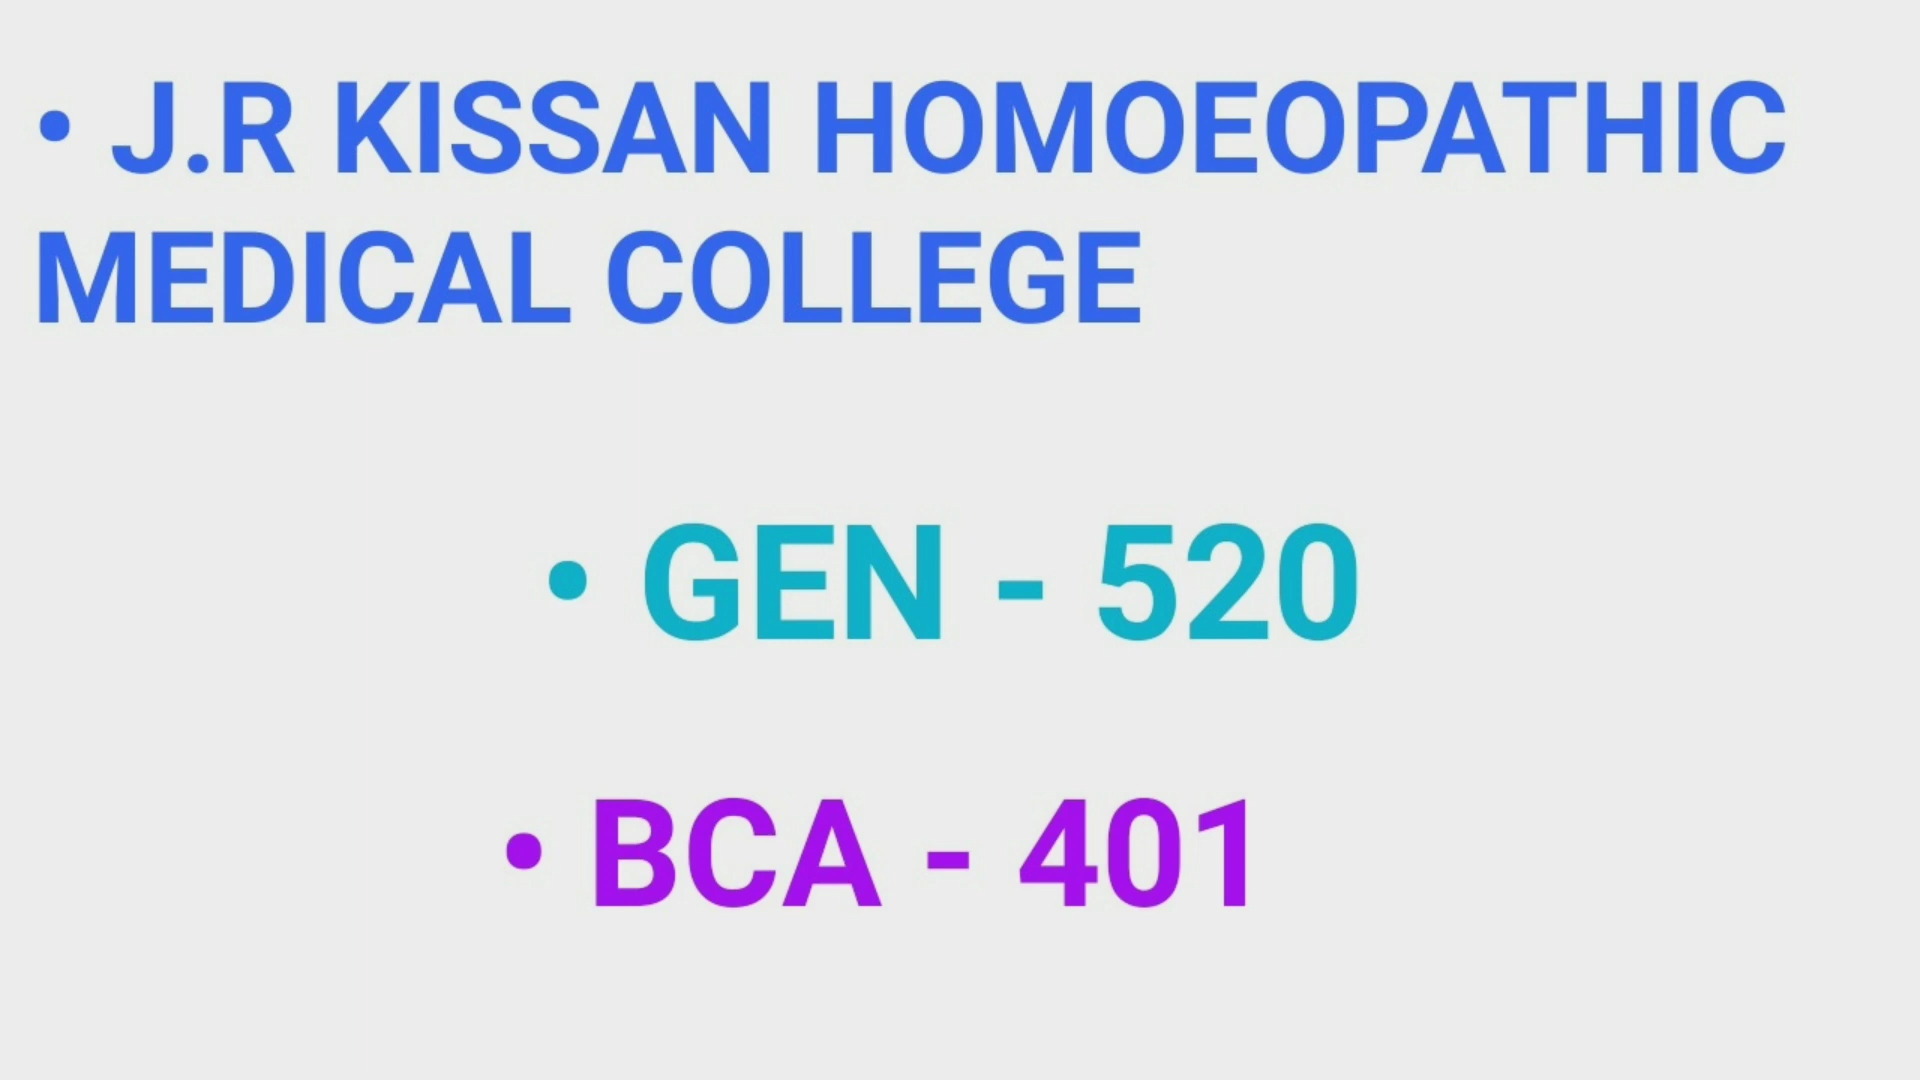 • J.R KISSAN HOMOEOPATHIC
MEDICAL COLLEGE
• GEN - 520
• BCA - 401